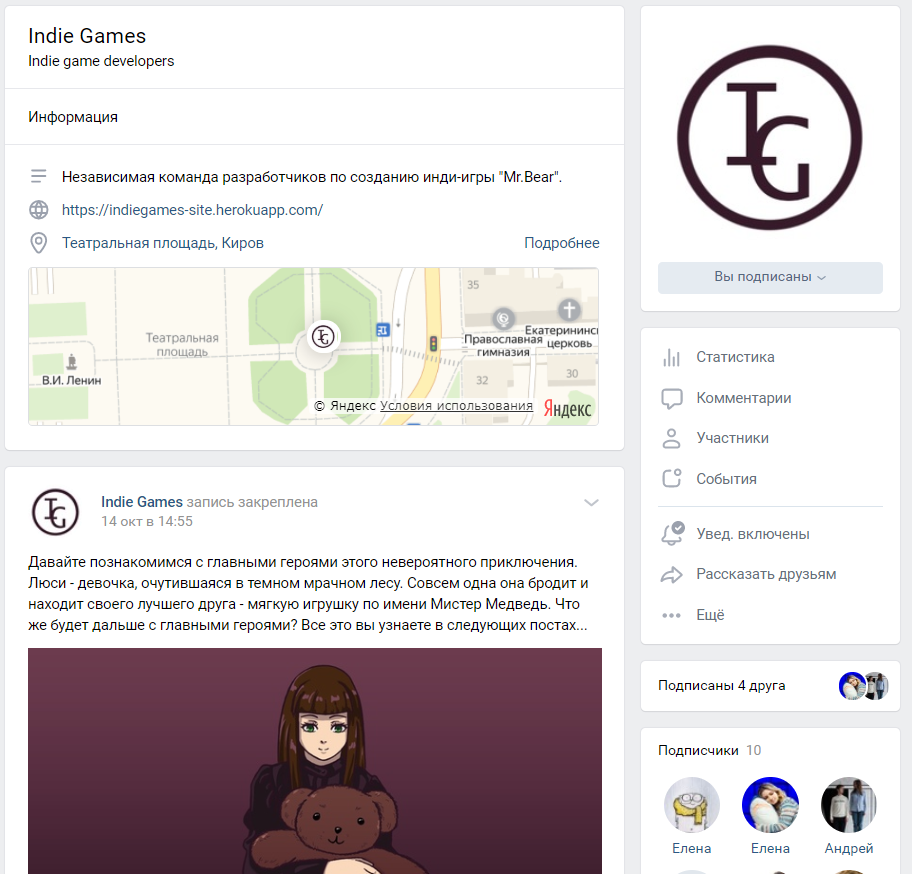 Indie Games
Indie game developers
Информация
Независимая команда разработчиков по созданию инди-игры "Mr.Bear".
https://indiegames-site.herokuapp.com/
Театральная площадь, Киров
Подробнее
35
Театральная
площадь
Екатерининск
церковь
Православная
гимназия
В.И. Ленин
32
30
© Яндекс Условия использования
Яндекс
Indie Games запись закреплена
14 окт в 14:55
Давайте познакомимся с главными героями этого невероятного приключения.
Люси - девочка, очутившаяся в темном мрачном лесу. Совсем одна она бродит и
находит своего лучшего друга - мягкую игрушку по имени Мистер Медведь. Что
же будет дальше с главными героями? Все это вы узнаете в следующих постах...
IG
Вы подписаны
Статистика
Комментарии
Участники
События
Увед. включены
Рассказать друзьям
Ещё
Подписаны 4 друга
Подписчики 10
Елена
Елена
Андрей